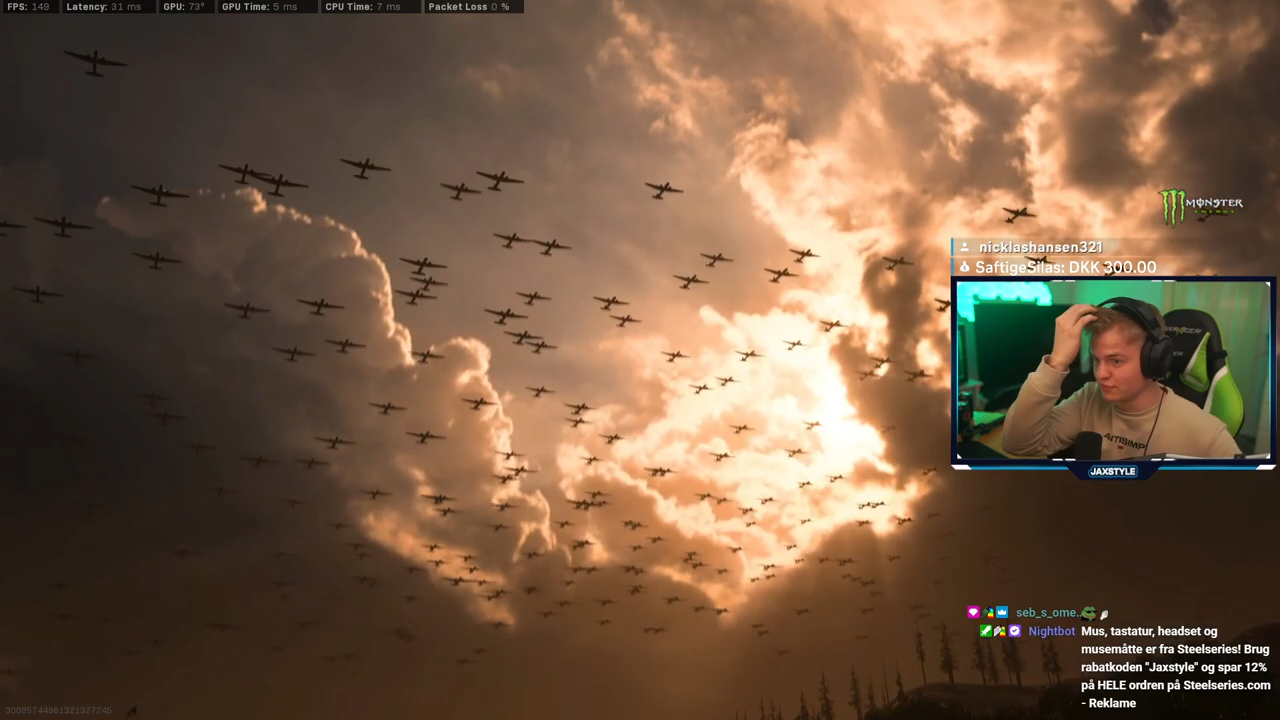 FPS: 149 Latency: 31 ms GPU: 73° GPU Time: 5 ms CPU Time: 7 ms Packet Loss 0 %
MONSTER
ENERGY
nicklashansen321
SaftigeSilas: DKK 300.00
ANTISIMP
JAXSTYLE
seb_s_ome..
Nightbot Mus, tastatur, headset og
musemåtte er fra Steelseries! Brug
rabatkoden "Jaxstyle" og spar 12%
på HELE ordren på Steelseries.com
- Reklame